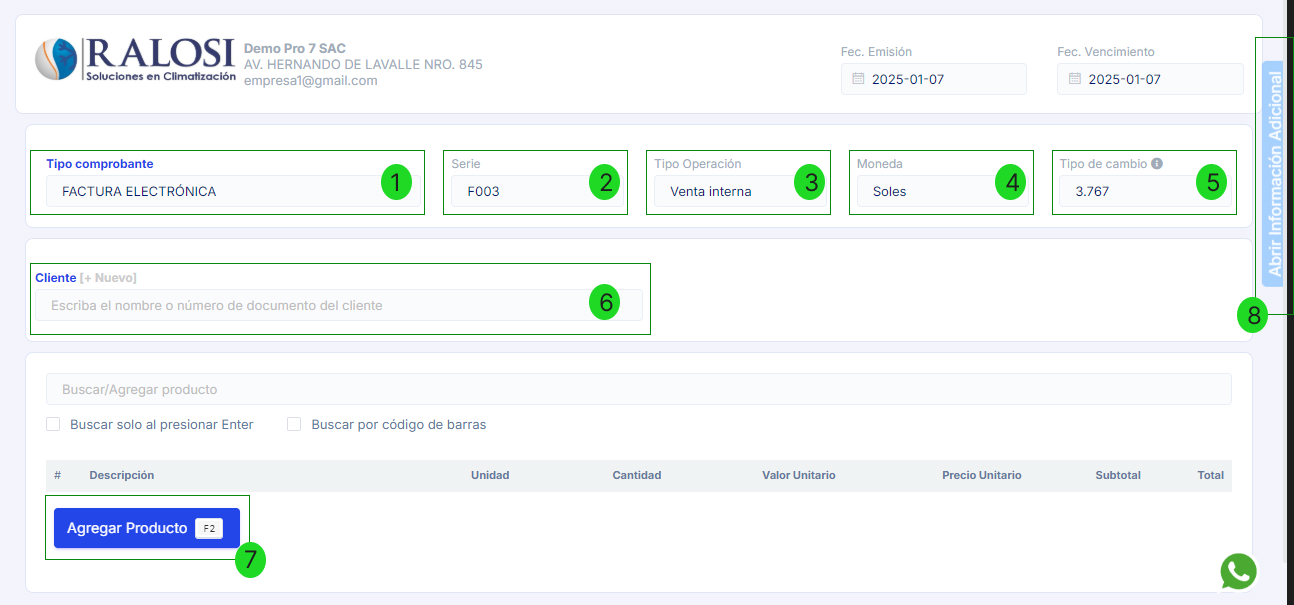 RALOSI
Soluciones en Climatización
Demo Pro 7 SAC
AV. HERNANDO DE LAVALLE NRO. 845
empresa1@gmail.com
Fec. Emisión
2025-01-07
Fec. Vencimiento
2025-01-07
Abrir Información Adicional
8
Tipo comprobante
FACTURA ELECTRÓNICA
1
Serie
F003
2
Tipo Operación
Venta interna
3
Moneda
Soles
4
Tipo de cambio
3.767
5
Cliente [+ Nuevo]
Escriba el nombre o número de documento del cliente
6
Buscar/Agregar producto
Buscar solo al presionar Enter
Buscar por código de barras
# Descripción Unidad Cantidad Valor Unitario Precio Unitario Subtotal Total
Agregar Producto F2
7